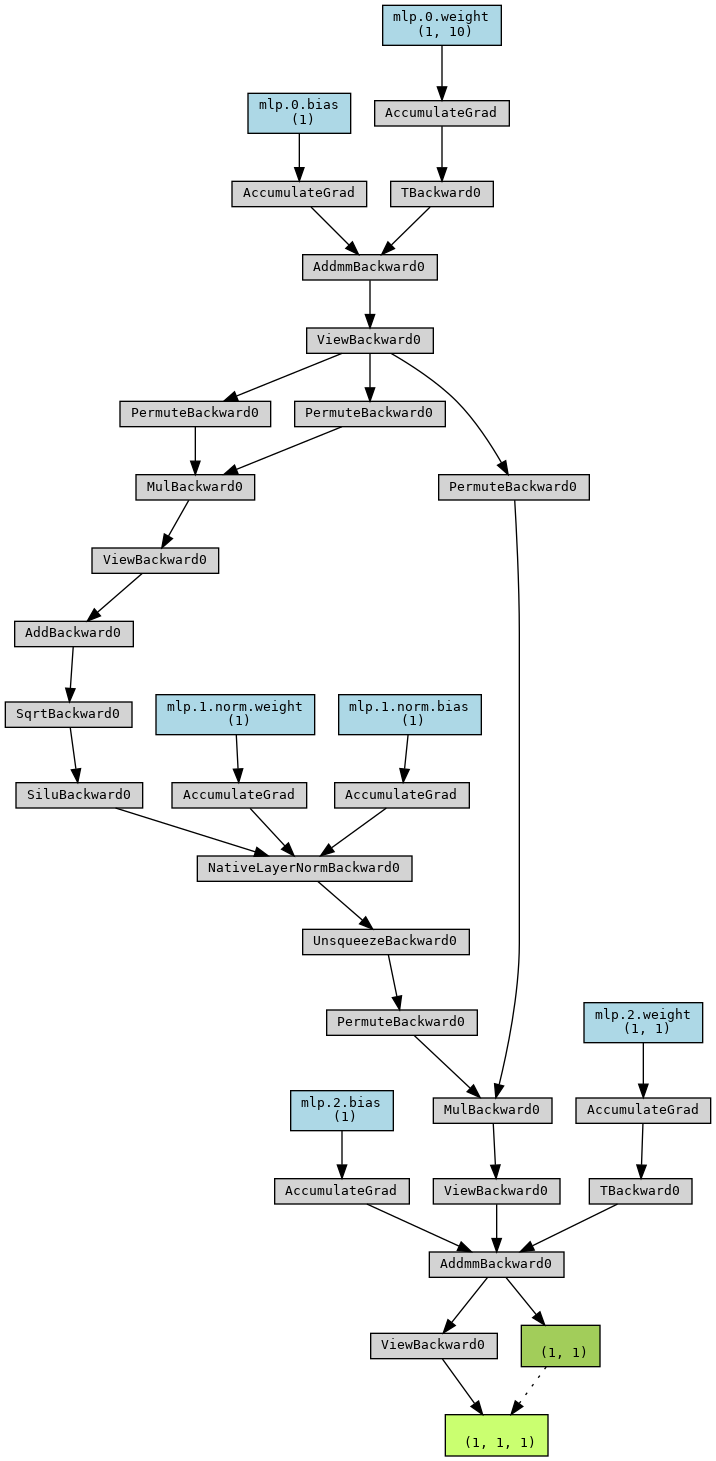 mlp.0.weight
(1, 10)
mlp.0.bias
(1)
AccumulateGrad
AccumulateGrad
TBackward0
AddmmBackward0
ViewBackward0
PermuteBackward0
PermuteBackward0
MulBackward0
PermuteBackward0
ViewBackward0
AddBackward0
SqrtBackward0
mlp.1.norm.weight
(1)
mlp.1.norm.bias
(1)
SiluBackward0
AccumulateGrad
AccumulateGrad
NativeLayerNormBackward0
UnsqueezeBackward0
PermuteBackward0
mlp.2.weight
(1, 1)
mlp.2.bias
(1)
MulBackward0
AccumulateGrad
AccumulateGrad
ViewBackward0
TBackward0
AddmmBackward0
ViewBackward0
(1, 1)
(1, 1, 1)